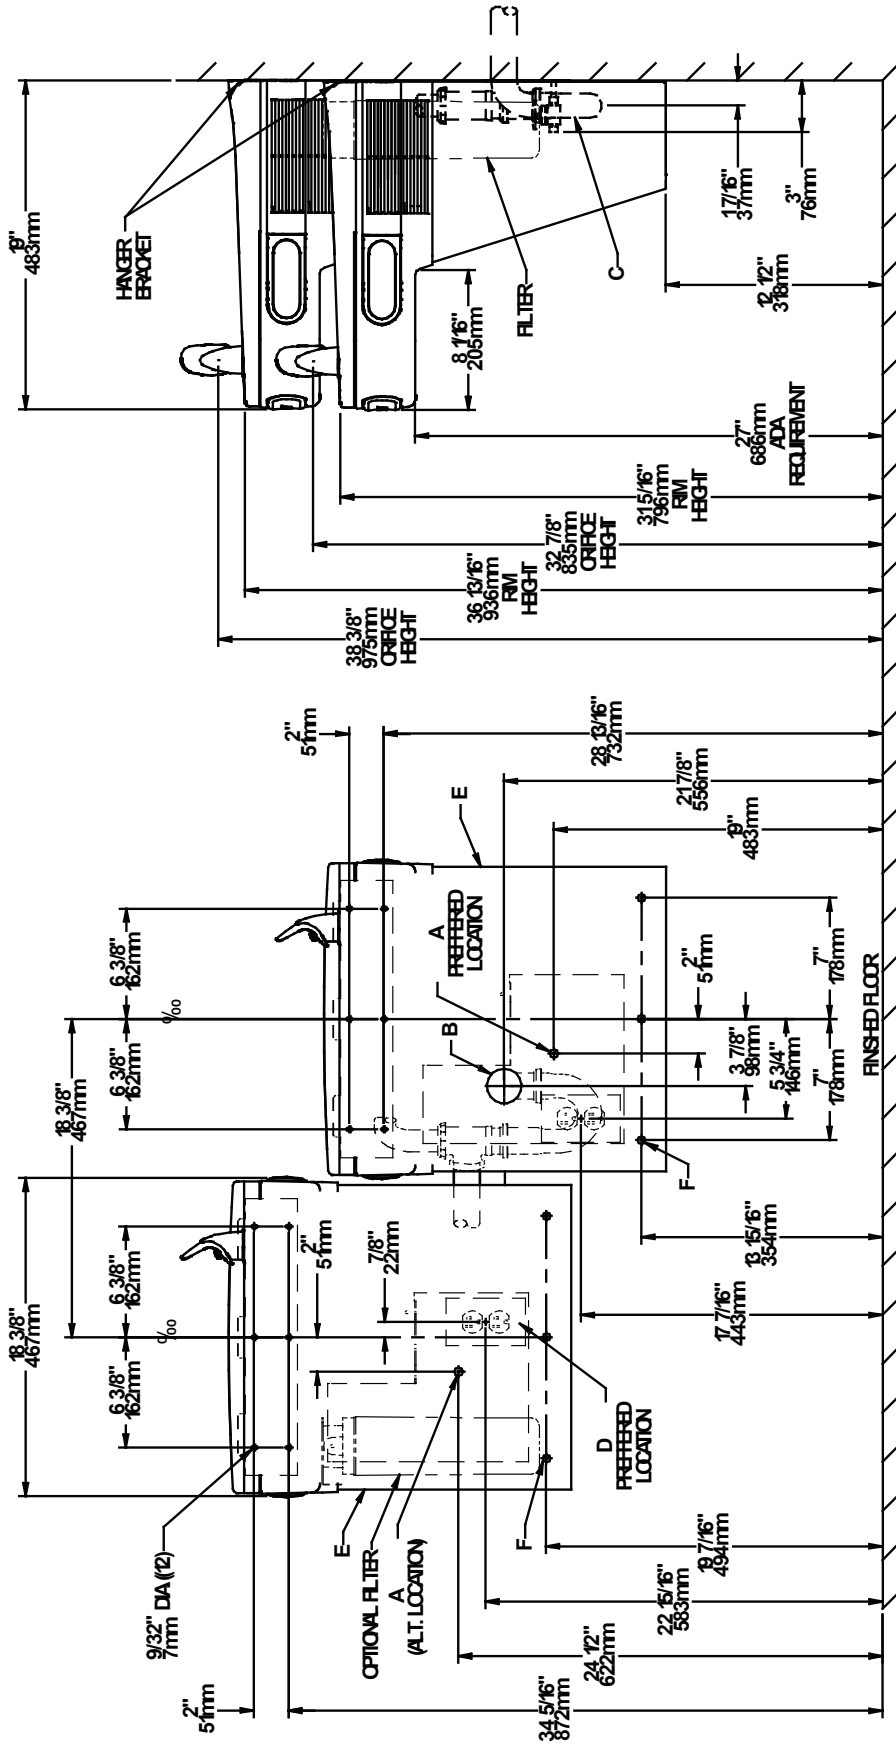 19"
483mm
HANGER
BRACKET
FILTER
C
8 1/16"
205mm
17/16"
37mm
3"
76mm
12 1/2"
318mm
27"
686mm
ADA
REQUIREMENT
315/16"
796mm
RIM
HEIGHT
32 7/8"
835mm
ORIFICE
HEIGHT
36 13/16"
936mm
RIM
HEIGHT
38 3/8"
975mm
ORIFICE
HEIGHT
2"
51mm
28 13/16"
732mm
217/8"
556mm
19"
483mm
E
A
PREFFERED
LOCATION
B
6 3/8"
162mm
6 3/8"
162mm
18 3/8"
467mm
2"
51mm
3 7/8"
98mm
5 3/4"
146mm
7"
178mm
7"
178mm
FINISHED FLOOR
F
13 15/16"
354mm
17 7/16"
443mm
18 3/8"
467mm
6 3/8"
162mm
6 3/8"
162mm
2"
51mm
7/8"
22mm
9/32" DIA ((12)
7mm
2"
51mm
E
OPTIONAL FILTER
A
(ALT. LOCATION)
D
PREFFERED
LOCATION
F
19 7/16"
494mm
22 15/16"
583mm
24 1/2"
622mm
34 5/16"
872mm